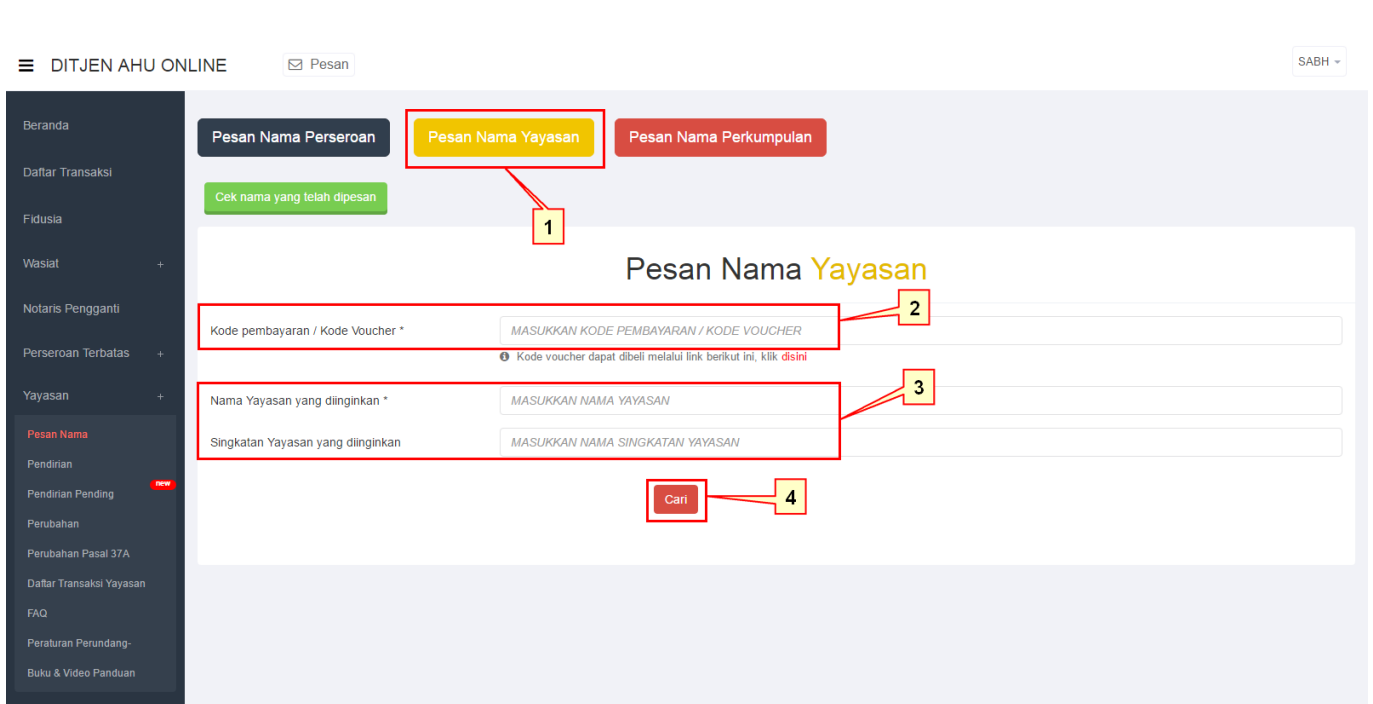 DITJEN AHU ONLINE
Pesan
SABH
Beranda
Daftar Transaksi
Fidusia
Wasiat +
Notaris Pengganti
Perseroan Terbatas +
Yayasan +
Pesan Nama
Pendirian
Pendirian Pending new
Perubahan
Perubahan Pasal 37A
Daftar Transaksi Yayasan
FAQ
Peraturan Perundang-
Buku & Video Panduan
Pesan Nama Perseroan
Pesan Nama Yayasan
Pesan Nama Perkumpulan
Cek nama yang telah dipesan
1
Pesan Nama Yayasan
2
Kode pembayaran / Kode Voucher *
MASUKKAN KODE PEMBAYARAN / KODE VOUCHER
Kode voucher dapat dibeli melalui link berikut ini, klik disini
3
Nama Yayasan yang diinginkan *
MASUKKAN NAMA YAYASAN
Singkatan Yayasan yang diinginkan
MASUKKAN NAMA SINGKATAN YAYASAN
Cari
4